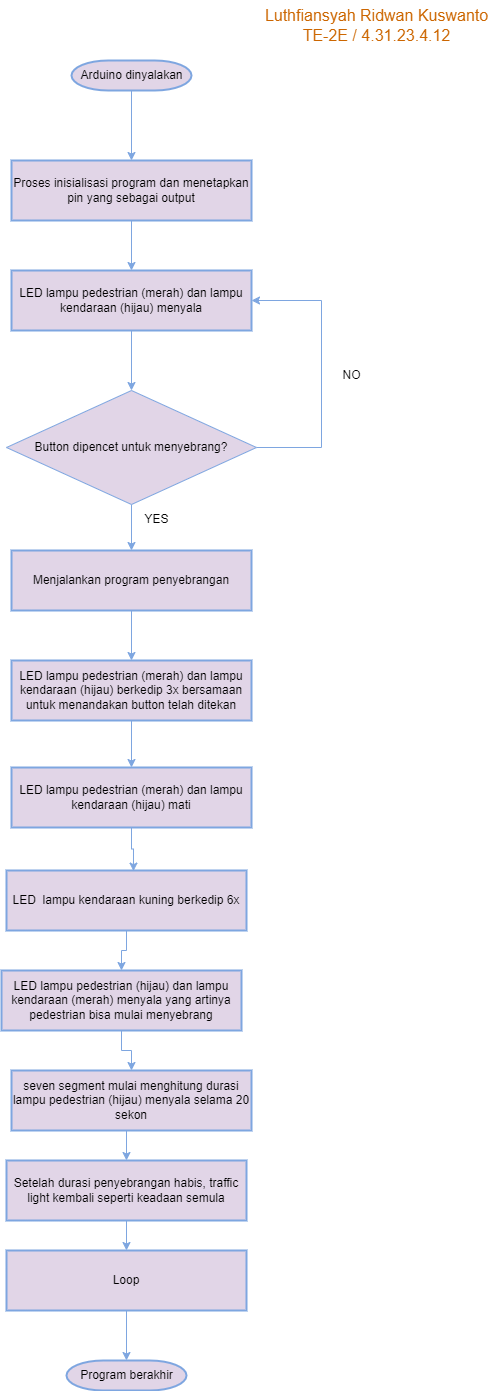 Luthfiansyah Ridwan Kuswanto
TE-2E / 4.31.23.4.12
Arduino dinyalakan
Proses inisialisasi program dan menetapkan
pin yang sebagai output
LED lampu pedestrian (merah) dan lampu
kendaraan (hijau) menyala
NO
Button dipencet untuk menyebrang?
YES
Menjalankan program penyebrangan
LED lampu pedestrian (merah) dan lampu
kendaraan (hijau) berkedip 3x bersamaan
untuk menandakan button telah ditekan
LED lampu pedestrian (merah) dan lampu
kendaraan (hijau) mati
LED  lampu kendaraan kuning berkedip 6x
LED lampu pedestrian (hijau) dan lampu
kendaraan (merah) menyala yang artinya
pedestrian bisa mulai menyebrang
seven segment mulai menghitung durasi
lampu pedestrian (hijau) menyala selama 20
sekon
Setelah durasi penyebrangan habis, traffic
light kembali seperti keadaan semula
Loop
Program berakhir